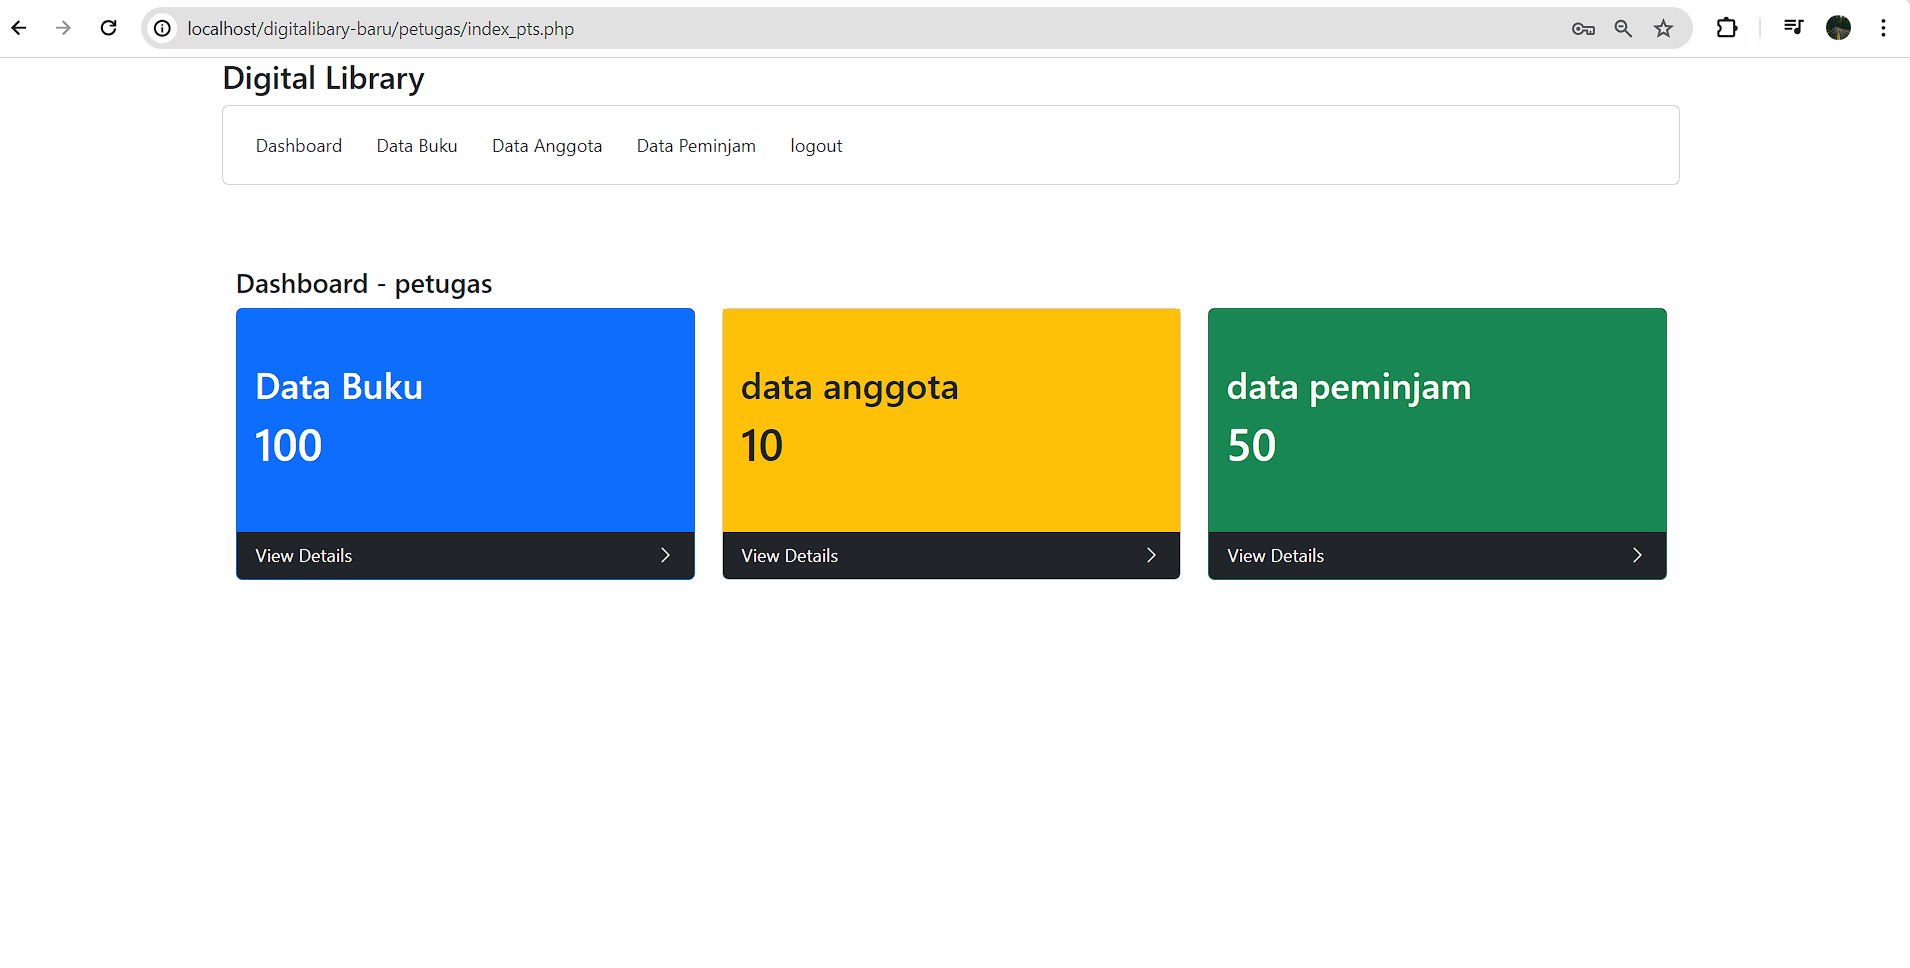 localhost/digitalibary-baru/petugas/index_pts.php
Digital Library
Dashboard Data Buku Data Anggota Data Peminjam logout
Dashboard - petugas
Data Buku
100
View Details
data anggota
10
View Details
data peminjam
50
View Details